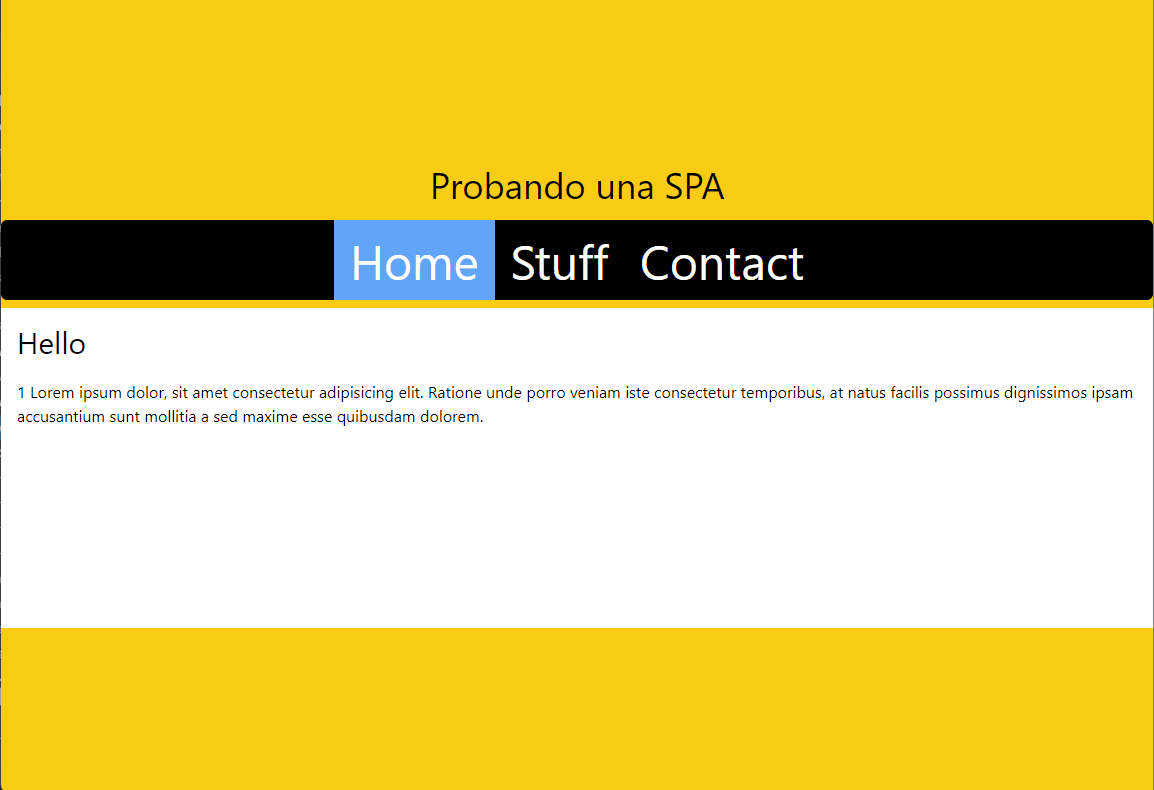 Probando una SPA
Home Stuff Contact
Hello
1 Lorem ipsum dolor, sit amet consectetur adipisicing elit. Ratione unde porro veniam iste consectetur temporibus, at natus facilis possimus dignissimos ipsam
accusantium sunt mollitia a sed maxime esse quibusdam dolorem.